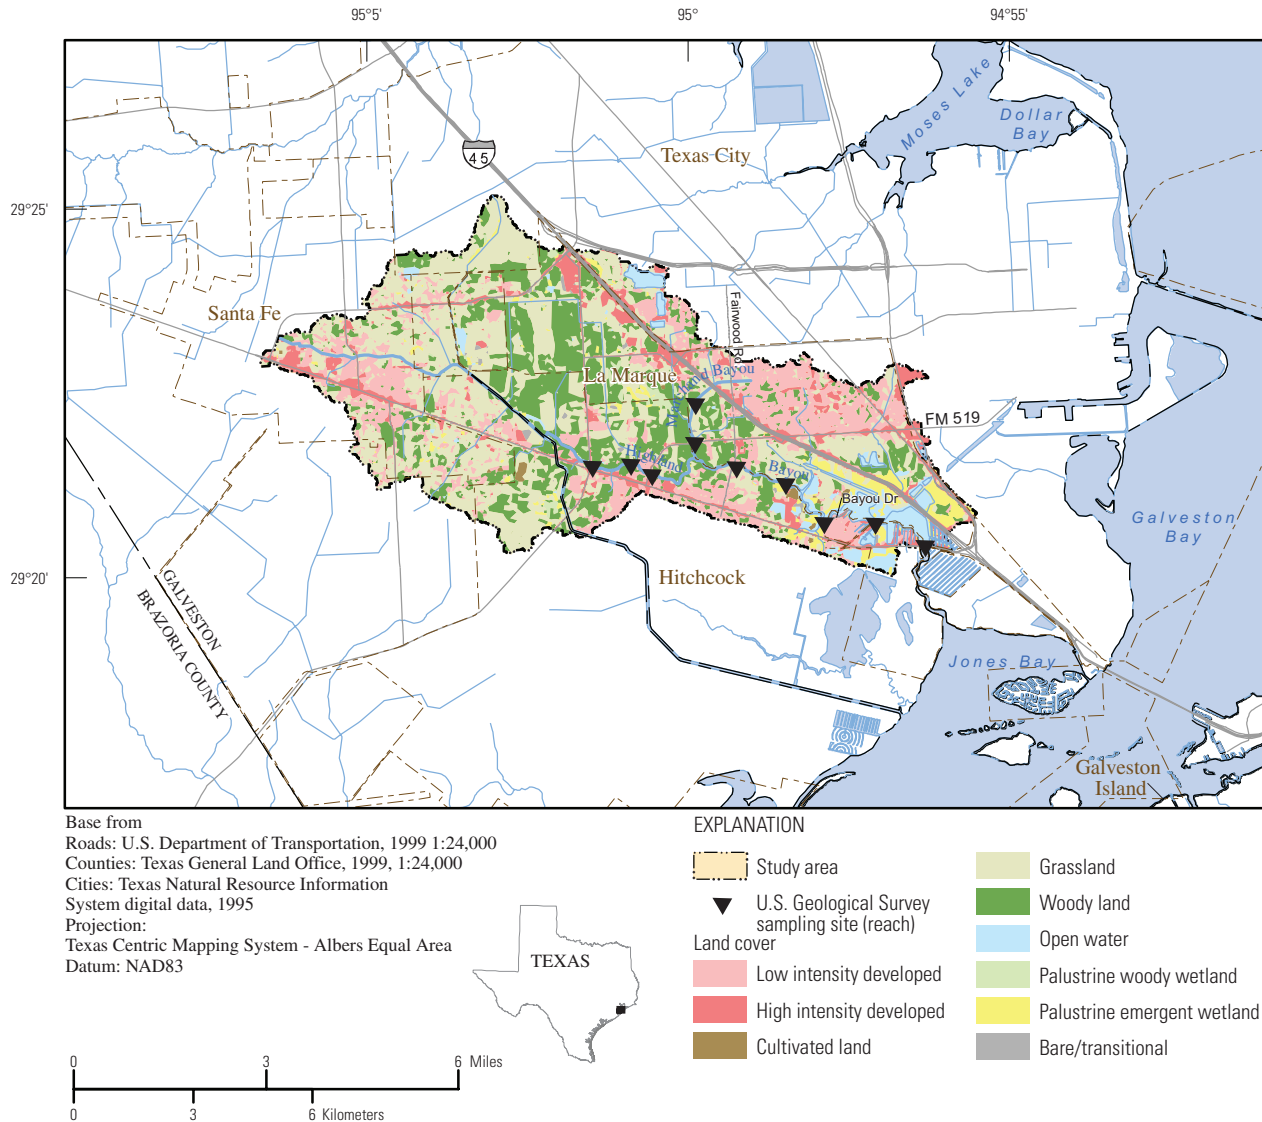 95°5'
95°
94°55'
29°25'
29°20'
45
Moses Lake
Dollar
Bay
Texas City
Santa Fe
Fairwood Rd
La Marque
Maryland Bayou
FM 519
Highland
Bayou
Bayou Dr
Galveston
Bay
Hitchcock
GALVESTON
BRAZORIA COUNTY
Jones Bay
Galveston
Island
Base from
Roads: U.S. Department of Transportation, 1999 1:24,000
Counties: Texas General Land Office, 1999, 1:24,000
Cities: Texas Natural Resource Information
System digital data, 1995
Projection:
Texas Centric Mapping System - Albers Equal Area
Datum: NAD83
TEXAS
0 3 6 Miles
0 3 6 Kilometers
EXPLANATION
Study area
U.S. Geological Survey
sampling site (reach)
Land cover
Low intensity developed
High intensity developed
Cultivated land
Grassland
Woody land
Open water
Palustrine woody wetland
Palustrine emergent wetland
Bare/transitional